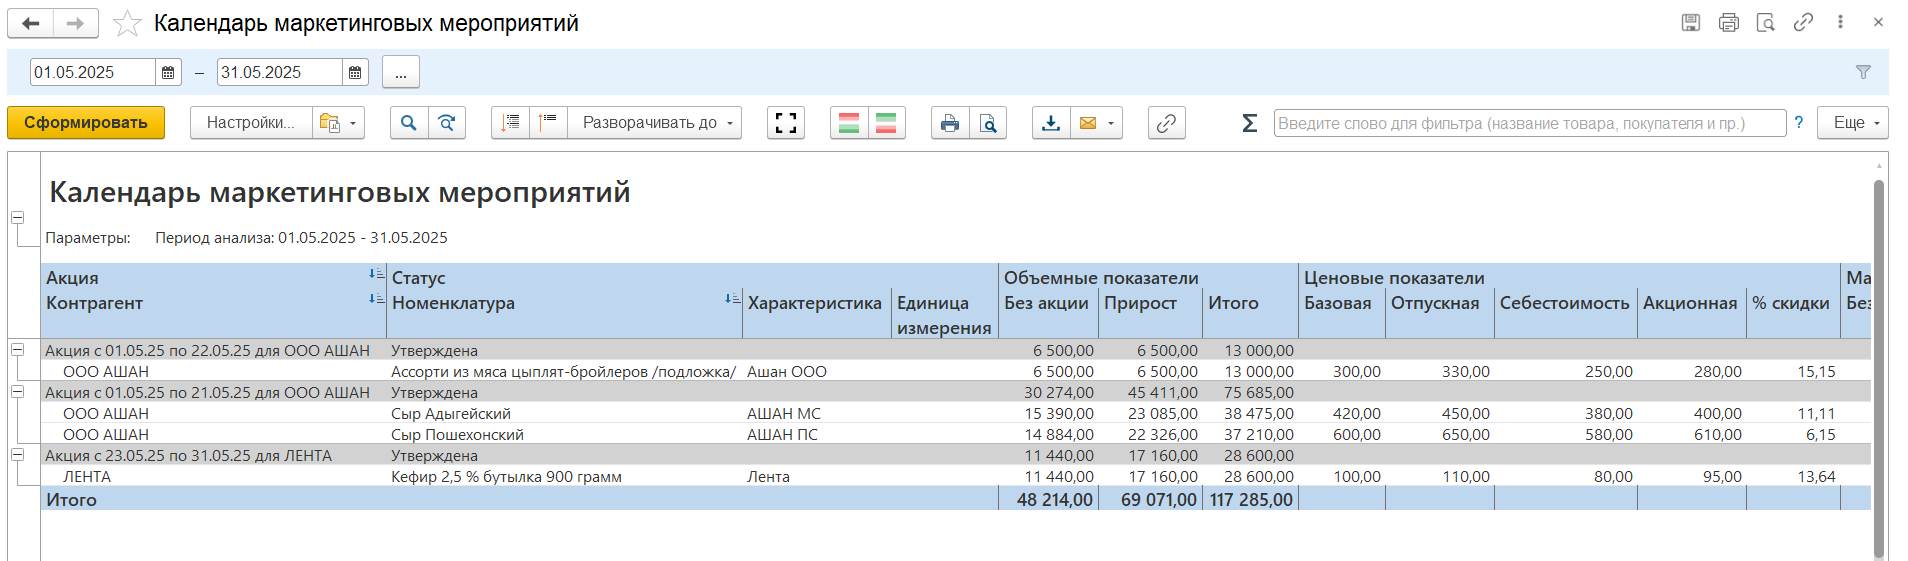 Календарь маркетинговых мероприятий
01.05.2025 – 31.05.2025 ...
Сформировать Настройки... Разворачивать до Σ Введите слово для фильтра (название товара, покупателя и пр.) ? Еще
Календарь маркетинговых мероприятий
Параметры: Период анализа: 01.05.2025 - 31.05.2025
Акция Статус Объемные показатели Ценовые показатели Ма
Контрагент Номенклатура Характеристика Единица измерения Без акции Прирост Итого Базовая Отпускная Себестоимость Акционная % скидки Без
Акция с 01.05.25 по 22.05.25 для ООО АШАН Утверждена 6 500,00 6 500,00 13 000,00
ООО АШАН Ассорти из мяса цыплят-бройлеров /подложка/ Ашан ООО 6 500,00 6 500,00 13 000,00 300,00 330,00 250,00 280,00 15,15
Акция с 01.05.25 по 21.05.25 для ООО АШАН Утверждена 30 274,00 45 411,00 75 685,00
ООО АШАН Сыр Адыгейский АШАН МС 15 390,00 23 085,00 38 475,00 420,00 450,00 380,00 400,00 11,11
ООО АШАН Сыр Пошехонский АШАН ПС 14 884,00 22 326,00 37 210,00 600,00 650,00 580,00 610,00 6,15
Акция с 23.05.25 по 31.05.25 для ЛЕНТА Утверждена 11 440,00 17 160,00 28 600,00
ЛЕНТА Кефир 2,5 % бутылка 900 грамм Лента 11 440,00 17 160,00 28 600,00 100,00 110,00 80,00 95,00 13,64
Итого 48 214,00 69 071,00 117 285,00